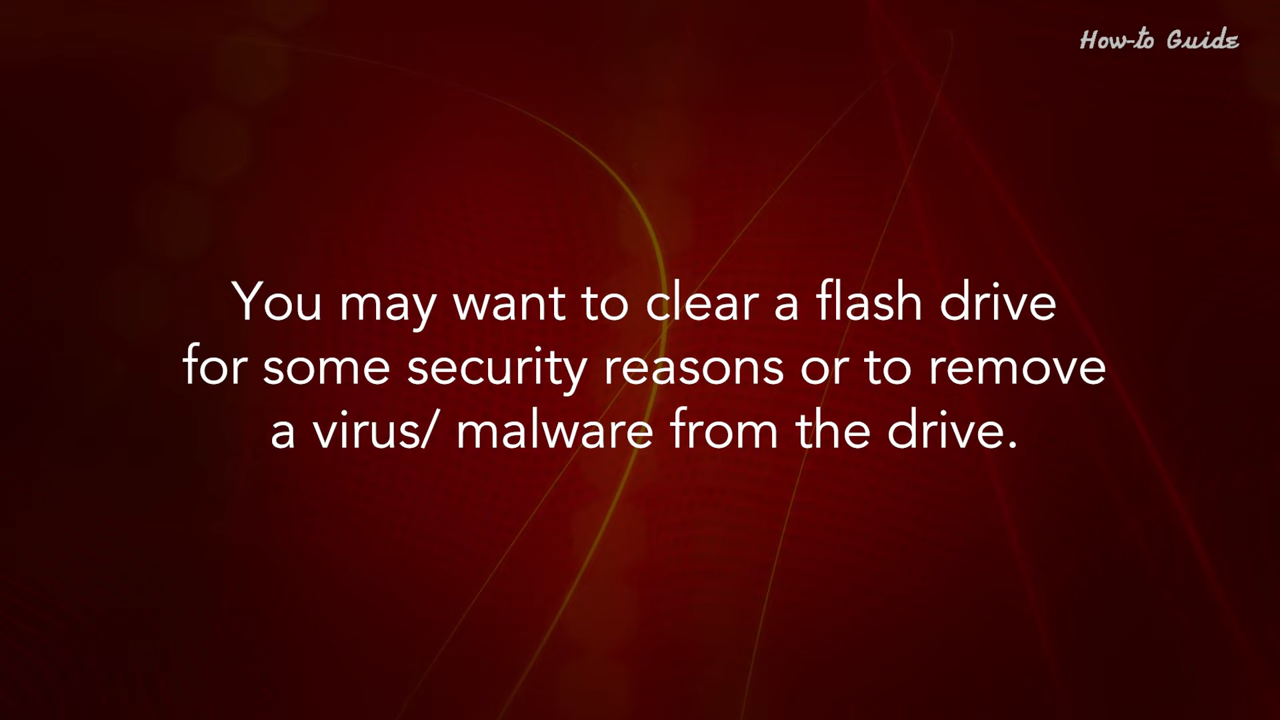 How-to Guide
You may want to clear a flash drive
for some security reasons or to remove
a virus/ malware from the drive.